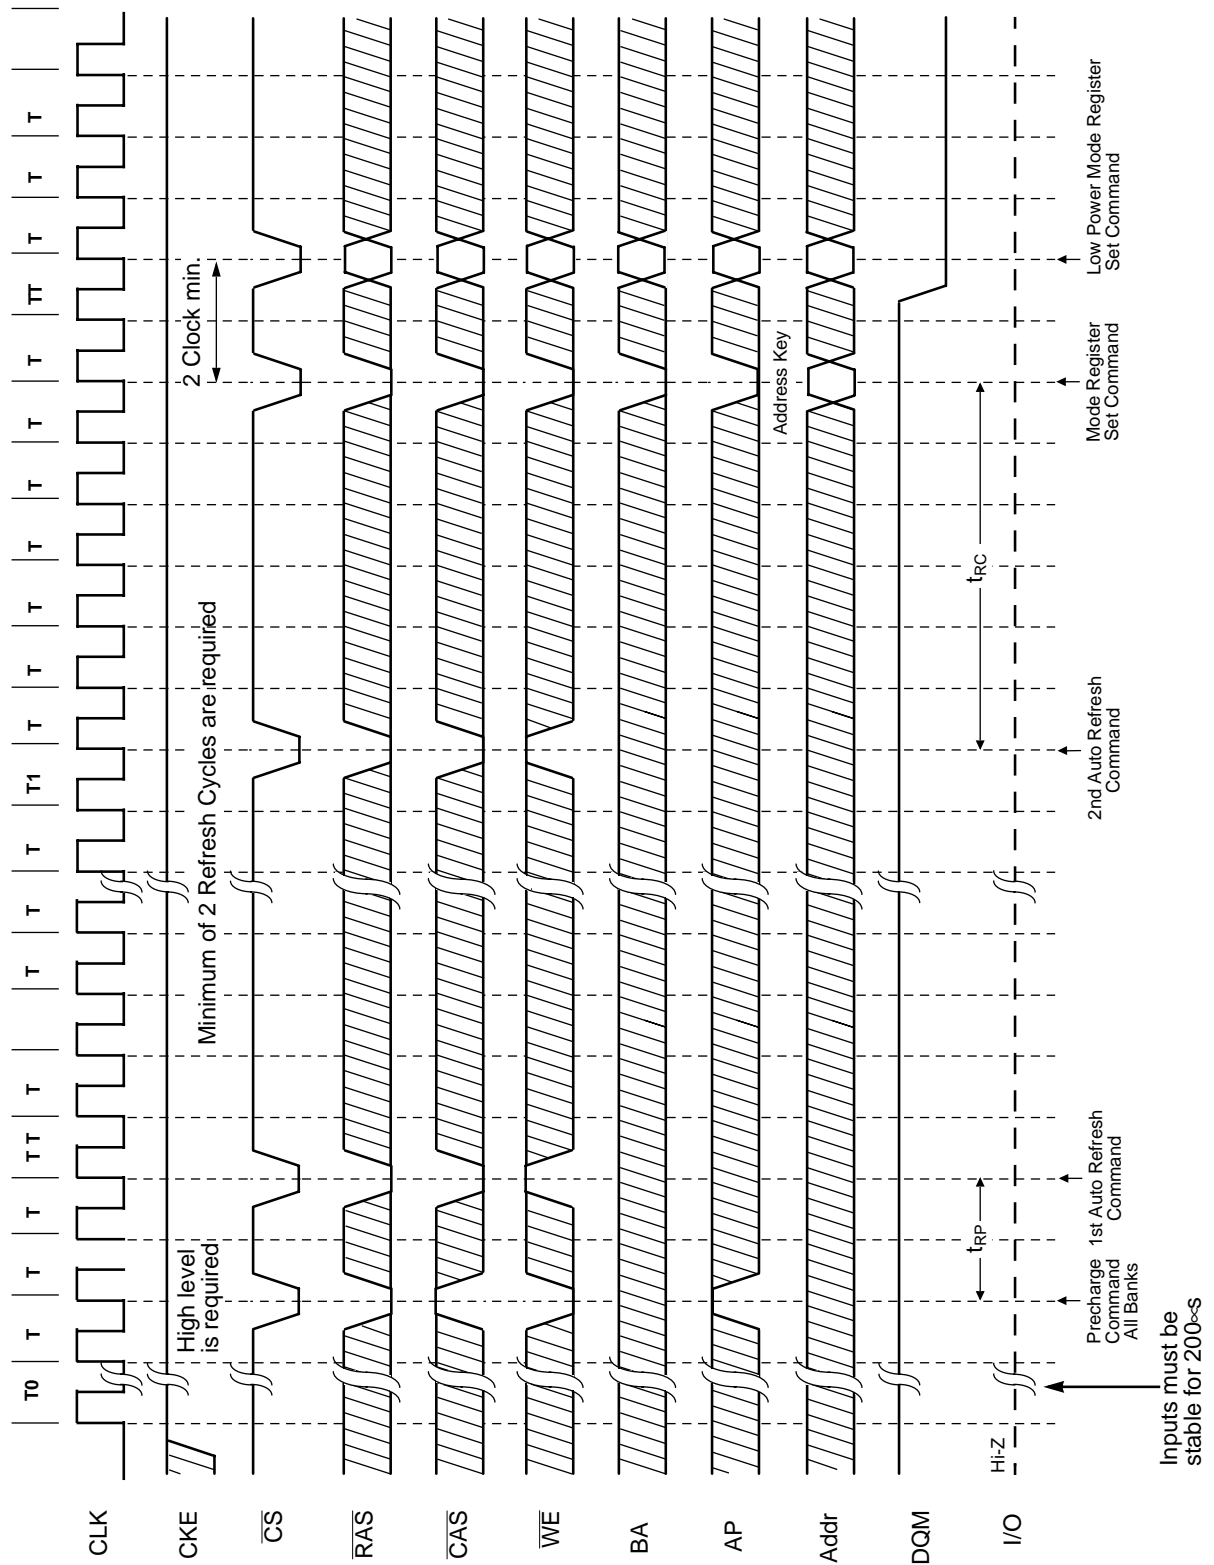 T0
T
T
T
T T
T
T
T
T
T1
T
T
T
T
T
T
T
TT
T
T
T
CLK
CKE
High level
is required
Minimum of 2 Refresh Cycles are required
2 Clock min.
CS
RAS
CAS
WE
BA
AP
Address Key
Addr
DQM
tRP
tRC
I/O
Hi-Z
Precharge
Command
All Banks
1st Auto Refresh
Command
2nd Auto Refresh
Command
Mode Register
Set Command
Low Power Mode Register
Set Command
Inputs must be
stable for 200∝s